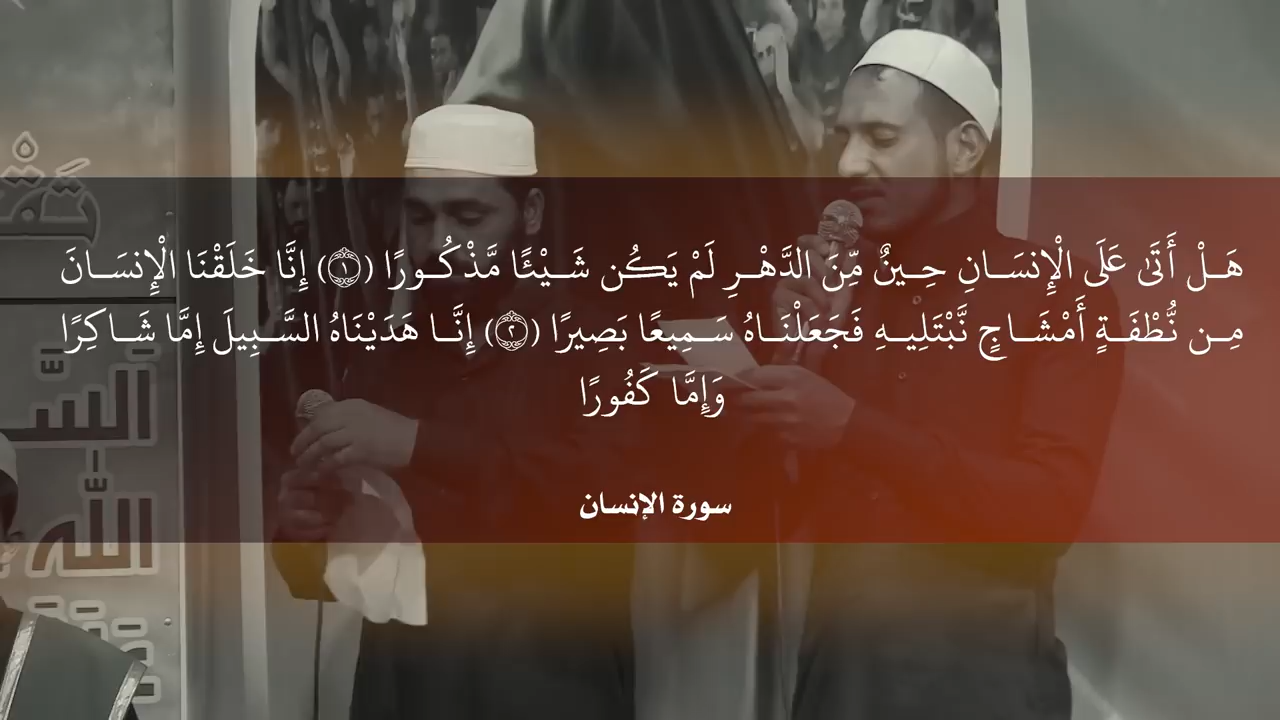 هَلْ أَتَىٰ عَلَى الْإِنسَانِ حِينٌ مِّنَ الدَّهْرِ لَمْ يَكُن شَيْئًا مَّذْكُورًا (١) إِنَّا خَلَقْنَا الْإِنسَانَ
مِن نُّطْفَةٍ أَمْشَاجٍ نَّبْتَلِيهِ فَجَعَلْنَاهُ سَمِيعًا بَصِيرًا (٢) إِنَّا هَدَيْنَاهُ السَّبِيلَ إِمَّا شَاكِرًا
وَإِمَّا كَفُورًا
سورة الإنسان
اللَّه